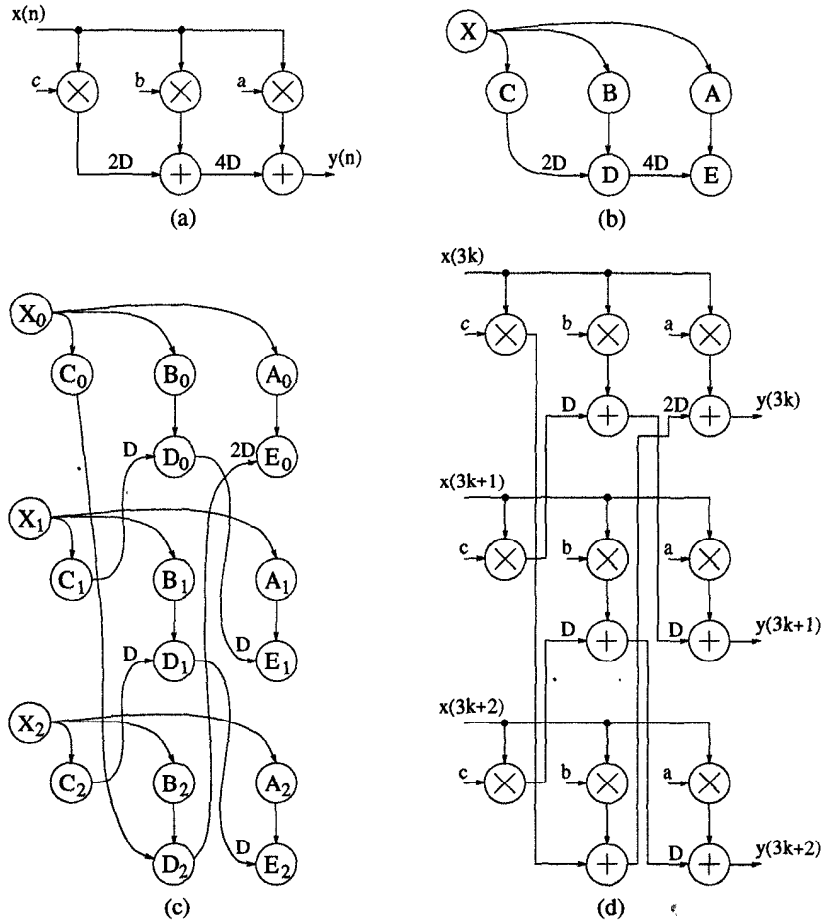 x(n)
c b a
2D 4D y(n)
(a)
X
C B A
2D D 4D E
(b)
X0
C0 B0 A0
D D0 2D E0
X1
C1 B1 A1
D D1 D E1
X2
C2 B2 A2
D2 D E2
(c)
x(3k)
c b a
D 2D y(3k)
x(3k+1)
c b a
D D y(3k+1)
x(3k+2)
c b a
D y(3k+2)
(d)